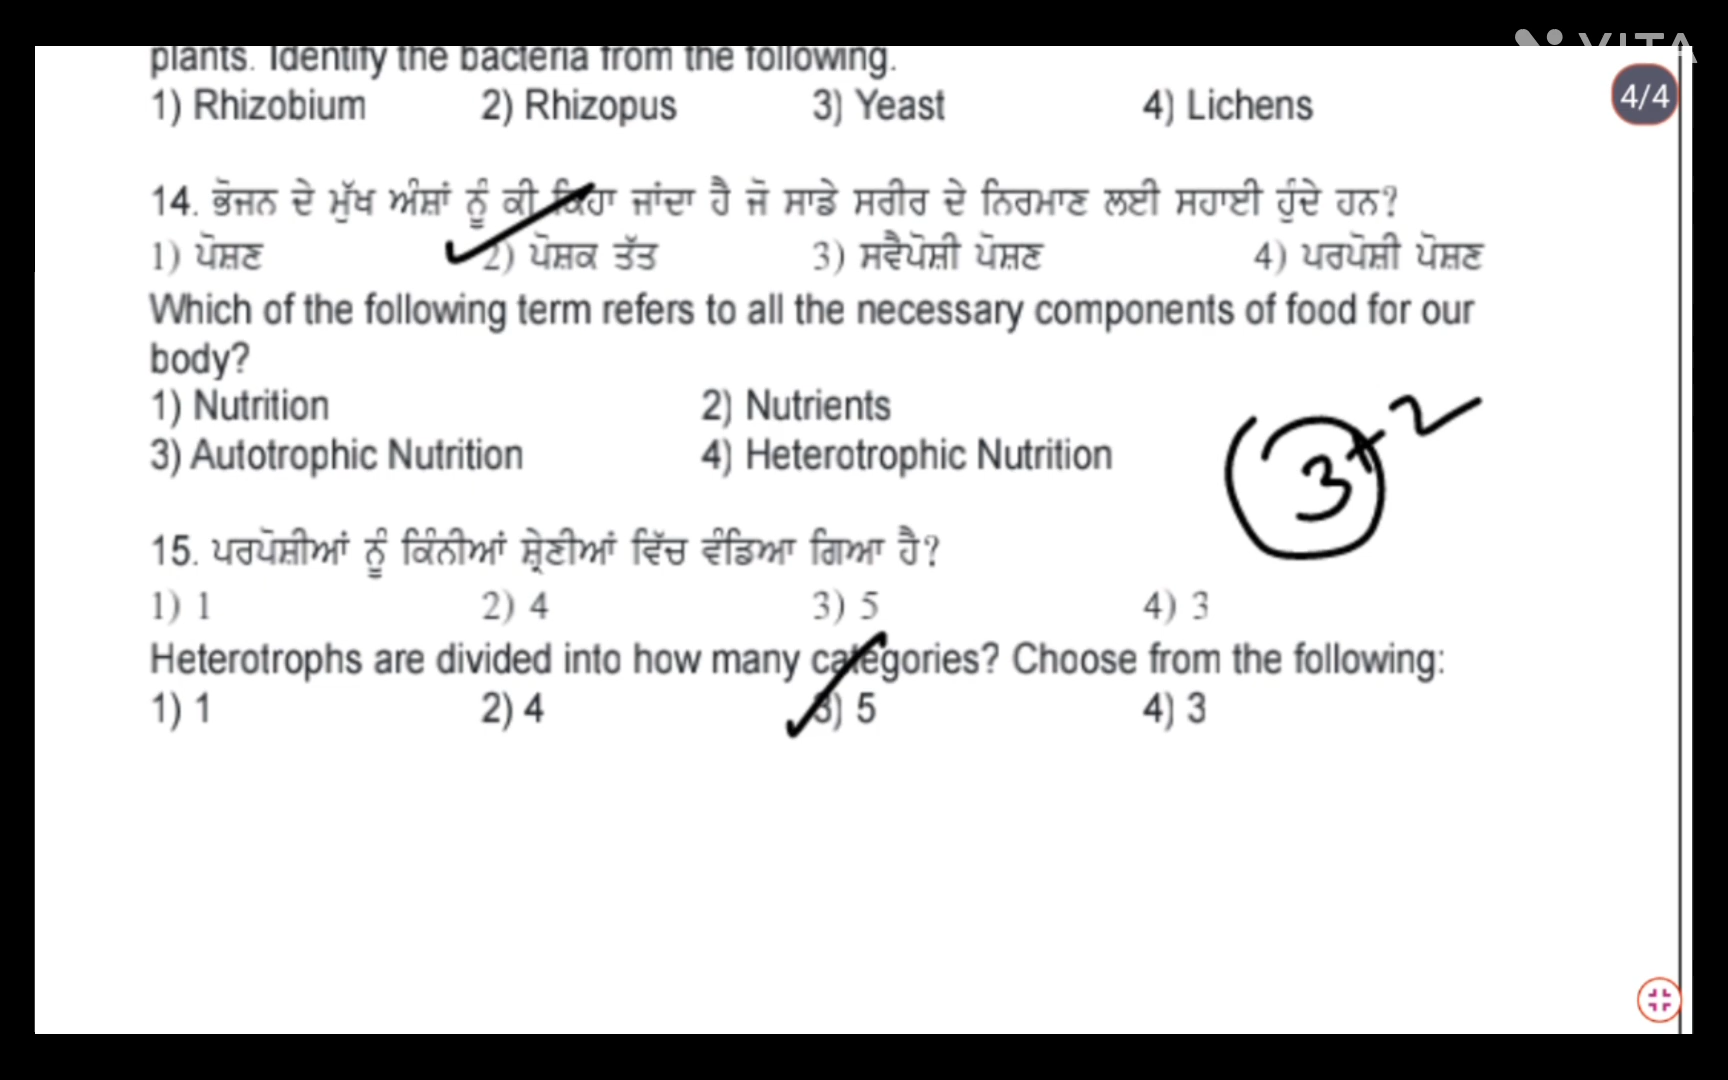 plants. Identify the bacteria from the following.
4/4
1) Rhizobium 2) Rhizopus 3) Yeast 4) Lichens
14. ਭੋਜਨ ਦੇ ਮੁੱਖ ਅੰਸ਼ਾਂ ਨੂੰ ਕੀ ਕਿਹਾ ਜਾਂਦਾ ਹੈ ਜੋ ਸਾਡੇ ਸਰੀਰ ਦੇ ਨਿਰਮਾਣ ਲਈ ਸਹਾਈ ਹੁੰਦੇ ਹਨ?
1) ਪੋਸ਼ਣ 2) ਪੋਸ਼ਕ ਤੱਤ 3) ਸਵੈਪੋਸ਼ੀ ਪੋਸ਼ਣ 4) ਪਰਪੋਸ਼ੀ ਪੋਸ਼ਣ
Which of the following term refers to all the necessary components of food for our
body?
1) Nutrition 2) Nutrients
3) Autotrophic Nutrition 4) Heterotrophic Nutrition
3+2
15. ਪਰਪੋਸ਼ੀਆਂ ਨੂੰ ਕਿੰਨੀਆਂ ਸ਼੍ਰੇਣੀਆਂ ਵਿੱਚ ਵੰਡਿਆ ਗਿਆ ਹੈ?
1) 1 2) 4 3) 5 4) 3
Heterotrophs are divided into how many categories? Choose from the following:
1) 1 2) 4 3) 5 4) 3